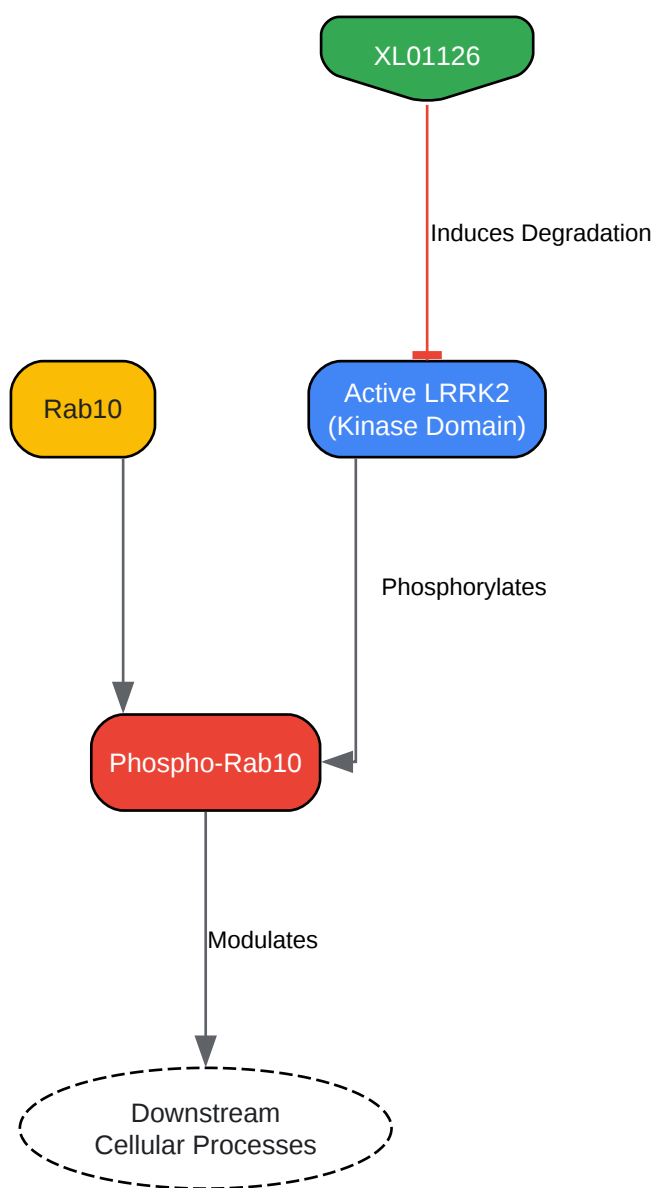 XL01126
Induces Degradation
Rab10
Active LRRK2
(Kinase Domain)
Phosphorylates
Phospho-Rab10
Modulates
Downstream
Cellular Processes